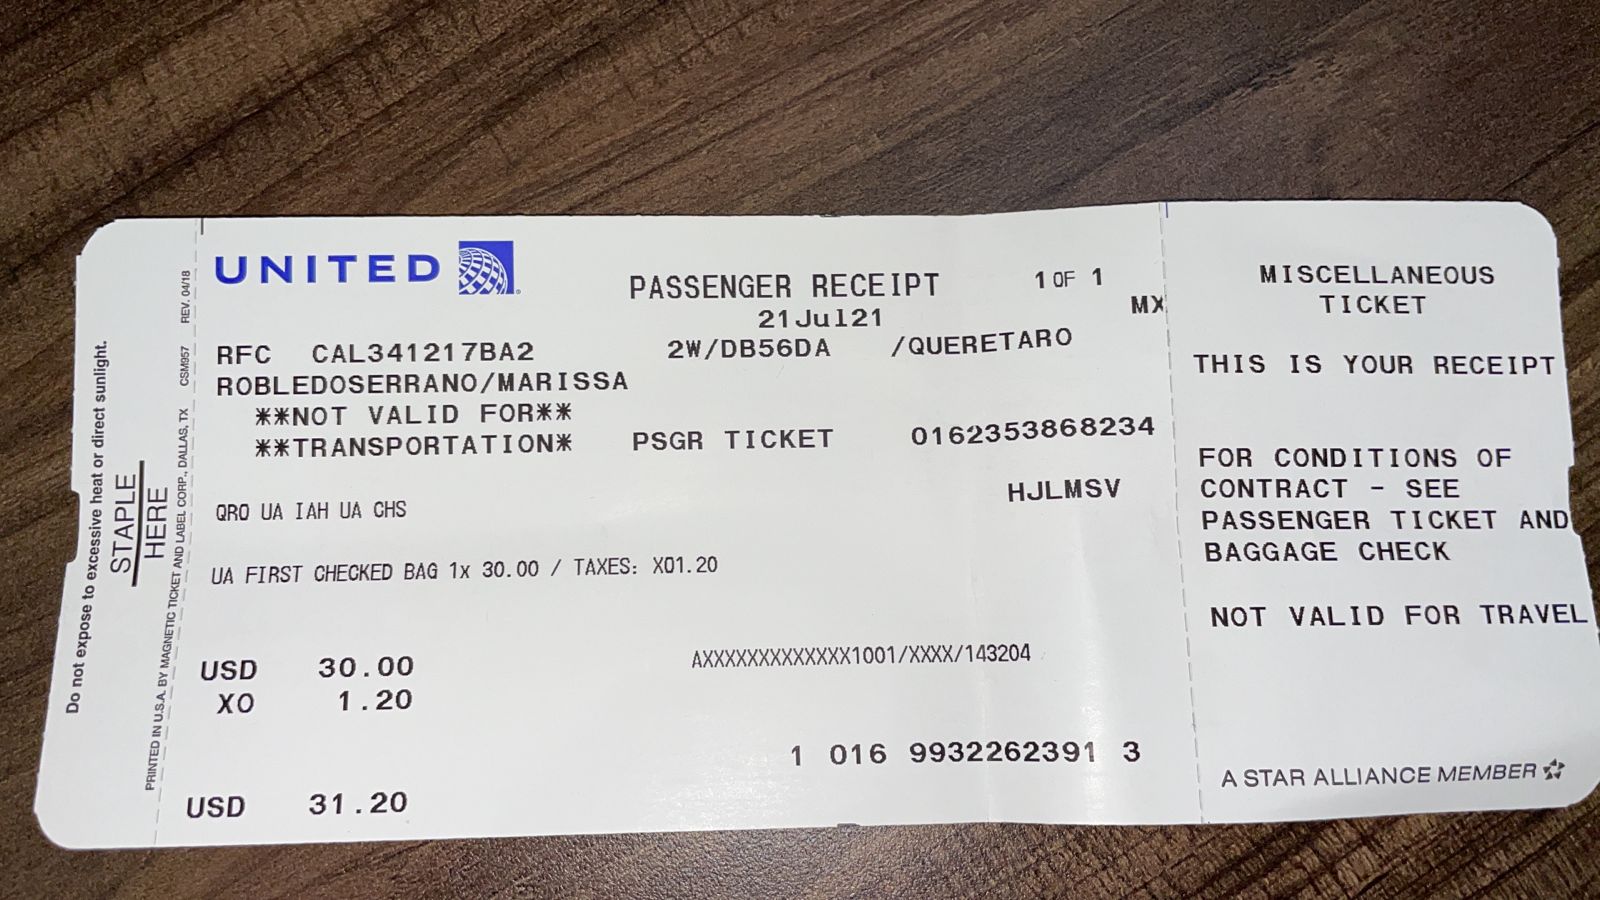 Do not expose to excessive heat or direct sunlight.
STAPLE
HERE
PRINTED IN U.S.A. BY MAGNETIC TICKET AND LABEL CORP., DALLAS, TX CSM957 REV. 04/18
UNITED
PASSENGER RECEIPT 1 OF 1
21Jul21 MX
RFC CAL341217BA2 2W/DB56DA /QUERETARO
ROBLEDOSERRANO/MARISSA
**NOT VALID FOR**
**TRANSPORTATION* PSGR TICKET 0162353868234
HJLMSV
QRO UA IAH UA CHS
UA FIRST CHECKED BAG 1x 30.00 / TAXES: XO1.20
USD 30.00 AXXXXXXXXXXXXX1001/XXXX/143204
XO 1.20
1 016 9932262391 3
USD 31.20
MISCELLANEOUS
TICKET
THIS IS YOUR RECEIPT
FOR CONDITIONS OF
CONTRACT - SEE
PASSENGER TICKET AND
BAGGAGE CHECK
NOT VALID FOR TRAVEL
A STAR ALLIANCE MEMBER